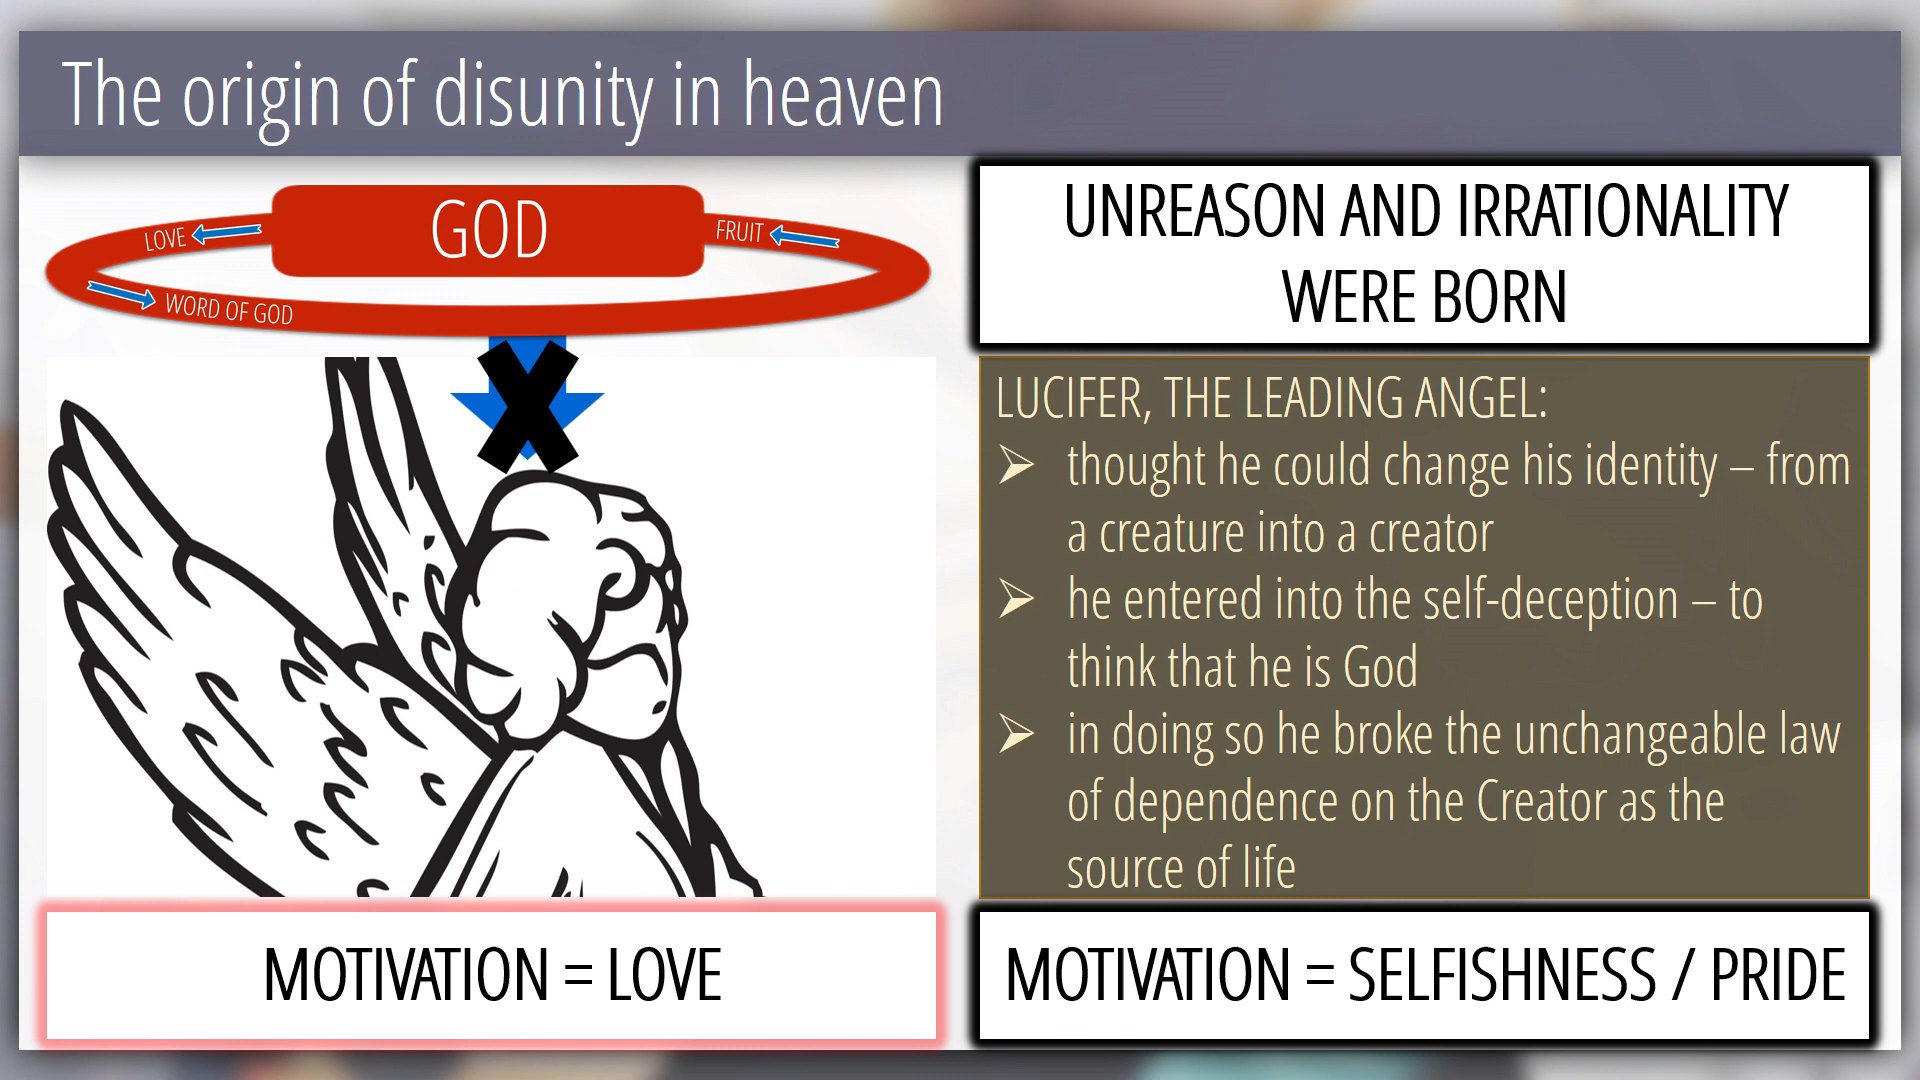 The origin of disunity in heaven
GOD
LOVE
FRUIT
WORD OF GOD
MOTIVATION = LOVE
UNREASON AND IRRATIONALITY
WERE BORN
LUCIFER, THE LEADING ANGEL:
➢ thought he could change his identity – from
a creature into a creator
➢ he entered into the self-deception – to
think that he is God
➢ in doing so he broke the unchangeable law
of dependence on the Creator as the
source of life
MOTIVATION = SELFISHNESS / PRIDE